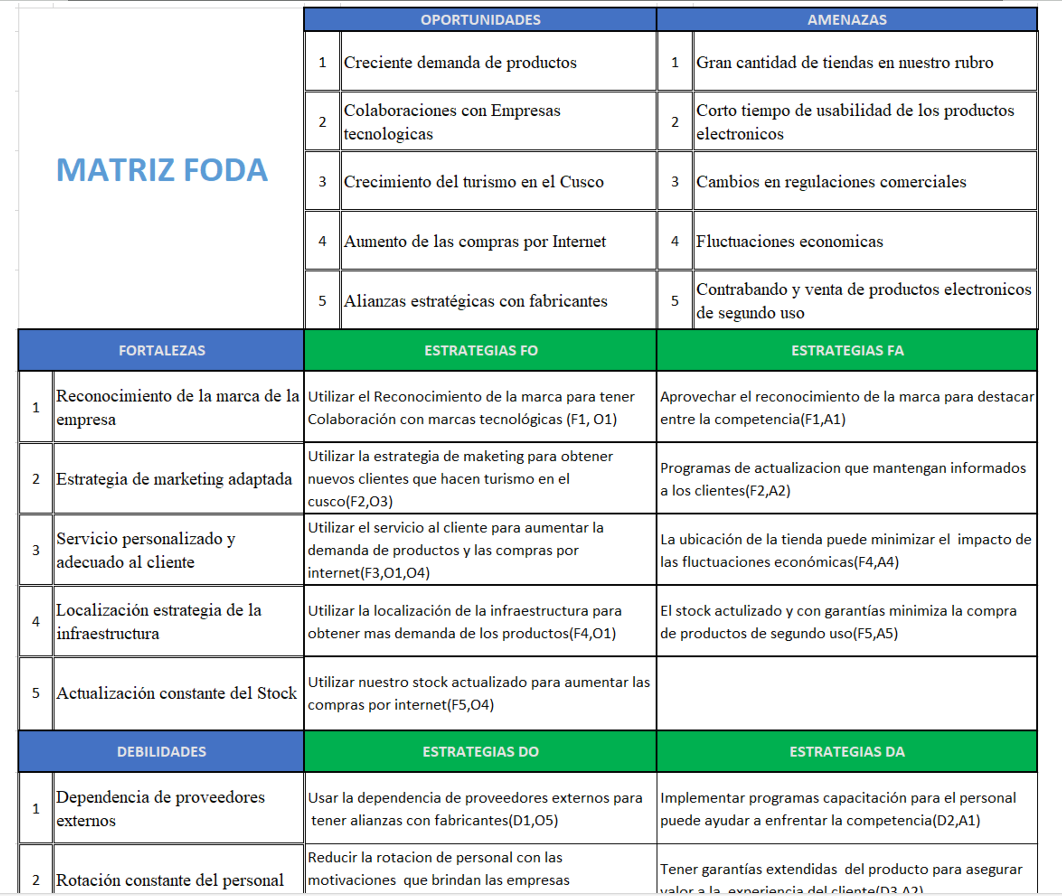 OPORTUNIDADES
AMENAZAS
MATRIZ FODA
1 Creciente demanda de productos
1 Gran cantidad de tiendas en nuestro rubro
2 Colaboraciones con Empresas
tecnologicas
2 Corto tiempo de usabilidad de los productos
electronicos
3 Crecimiento del turismo en el Cusco
3 Cambios en regulaciones comerciales
4 Aumento de las compras por Internet
4 Fluctuaciones economicas
5 Alianzas estratégicas con fabricantes
5 Contrabando y venta de productos electronicos
de segundo uso
FORTALEZAS
ESTRATEGIAS FO
ESTRATEGIAS FA
1 Reconocimiento de la marca de la
empresa
Utilizar el Reconocimiento de la marca para tener
Colaboración con marcas tecnológicas (F1, O1)
Aprovechar el reconocimiento de la marca para destacar
entre la competencia(F1,A1)
2 Estrategia de marketing adaptada
Utilizar la estrategia de maketing para obtener
nuevos clientes que hacen turismo en el
cusco(F2,O3)
Programas de actualizacion que mantengan informados
a los clientes(F2,A2)
3 Servicio personalizado y
adecuado al cliente
Utilizar el servicio al cliente para aumentar la
demanda de productos y las compras por
internet(F3,O1,O4)
La ubicación de la tienda puede minimizar el impacto de
las fluctuaciones económicas(F4,A4)
4 Localización estrategia de la
infraestructura
Utilizar la localización de la infraestructura para
obtener mas demanda de los productos(F4,O1)
El stock actulizado y con garantías minimiza la compra
de productos de segundo uso(F5,A5)
5 Actualización constante del Stock
Utilizar nuestro stock actualizado para aumentar las
compras por internet(F5,O4)
DEBILIDADES
ESTRATEGIAS DO
ESTRATEGIAS DA
1 Dependencia de proveedores
externos
Usar la dependencia de proveedores externos para
tener alianzas con fabricantes(D1,O5)
Implementar programas capacitación para el personal
puede ayudar a enfrentar la competencia(D2,A1)
2 Rotación constante del personal
Reducir la rotacion de personal con las
motivaciones que brindan las empresas
Tener garantías extendidas del producto para asegurar
valor a la experiencia del cliente(D3,A2)